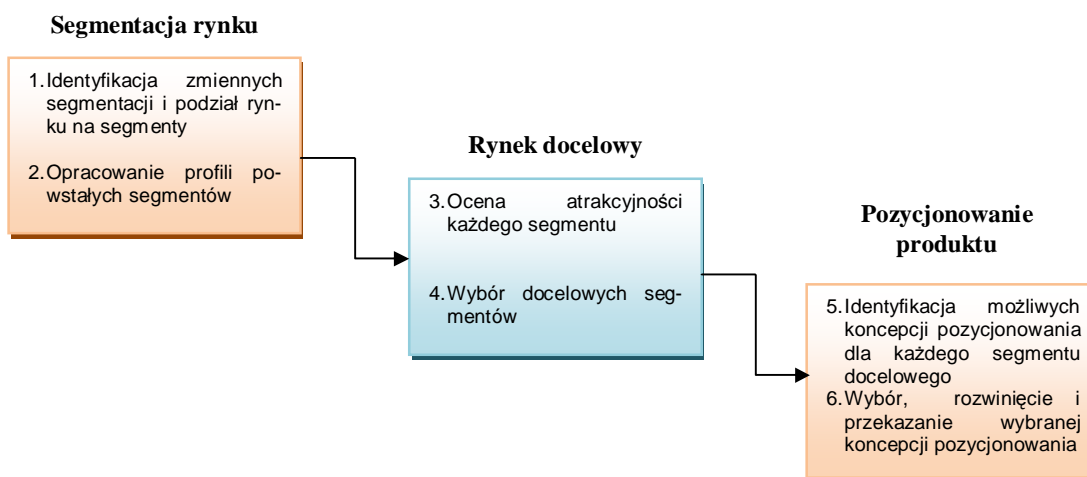 Segmentacja rynku
1.Identyfikacja zmiennych
segmentacji i podział ryn-
ku na segmenty
2.Opracowanie profili po-
wstałych segmentów
Rynek docelowy
3.Ocena atrakcyjności
każdego segmentu
4.Wybór docelowych seg-
mentów
Pozycjonowanie
produktu
5.Identyfikacja możliwych
koncepcji pozycjonowania
dla każdego segmentu
docelowego
6.Wybór, rozwinięcie i
przekazanie wybranej
koncepcji pozycjonowania